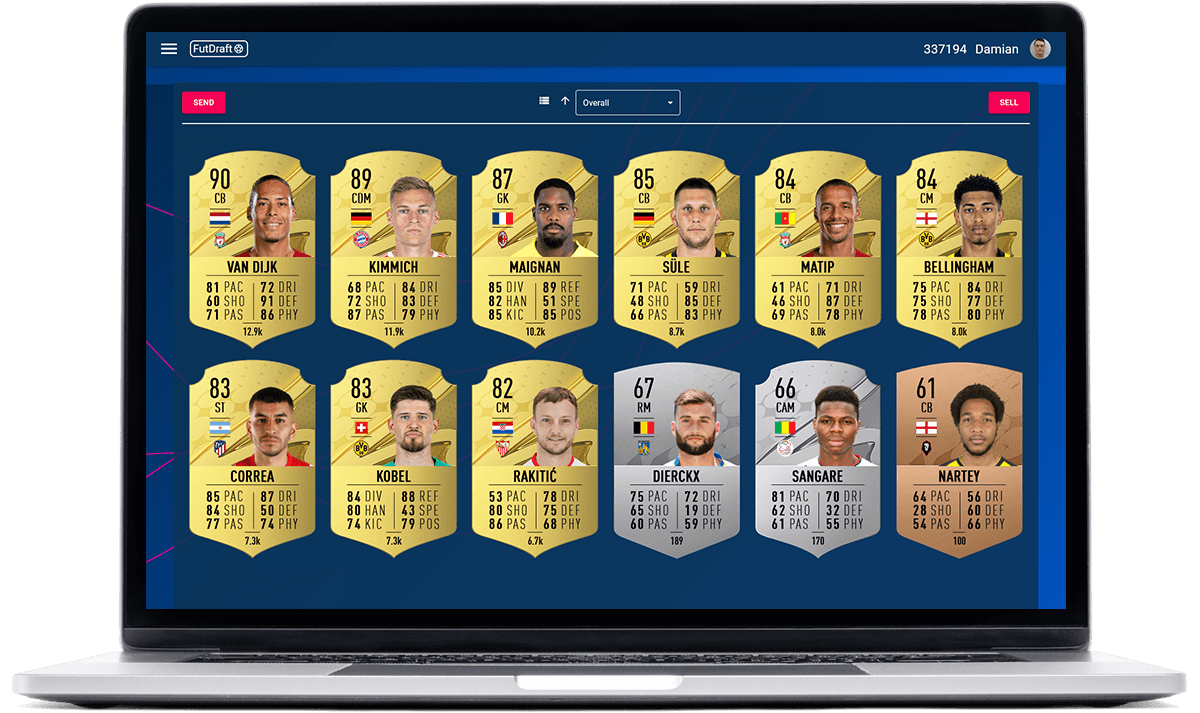 FutDraft
337194 Damian
SEND
Overall
SELL
90
CB
VAN DIJK
81 PAC 72 DRI
60 SHO 91 DEF
71 PAS 86 PHY
12.9k
89
CDM
KIMMICH
68 PAC 84 DRI
72 SHO 83 DEF
87 PAS 79 PHY
11.9k
87
GK
MAIGNAN
85 DIV 89 REF
82 HAN 51 SPE
85 KIC 85 POS
10.2k
85
CB
SÜLE
71 PAC 59 DRI
48 SHO 85 DEF
66 PAS 83 PHY
8.7k
84
CB
MATIP
61 PAC 71 DRI
46 SHO 87 DEF
69 PAS 78 PHY
8.0k
84
CM
BELLINGHAM
75 PAC 84 DRI
75 SHO 77 DEF
78 PAS 80 PHY
8.0k
83
ST
CORREA
85 PAC 87 DRI
84 SHO 50 DEF
77 PAS 74 PHY
7.3k
83
GK
KOBEL
84 DIV 88 REF
80 HAN 43 SPE
74 KIC 79 POS
7.3k
82
CM
RAKITIĆ
53 PAC 78 DRI
80 SHO 75 DEF
86 PAS 68 PHY
6.7k
67
RM
DIERCKX
75 PAC 72 DRI
65 SHO 19 DEF
60 PAS 59 PHY
189
66
CAM
SANGARE
81 PAC 70 DRI
62 SHO 32 DEF
61 PAS 55 PHY
170
61
CB
NARTEY
64 PAC 56 DRI
28 SHO 60 DEF
54 PAS 66 PHY
100